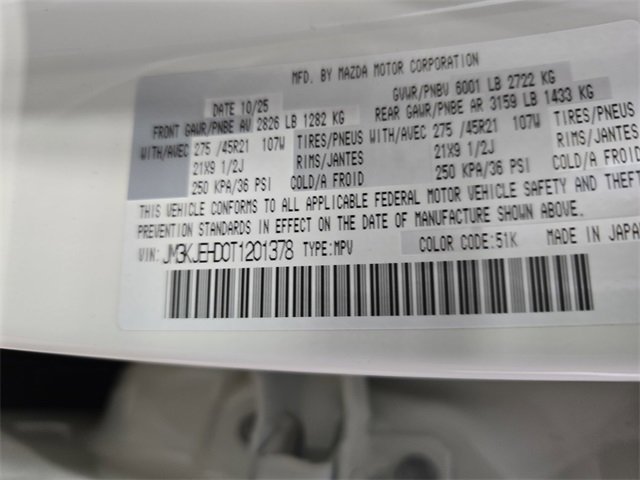 MFD. BY MAZDA MOTOR CORPORATION
DATE 10/25 GVWR/PNBV 6001 LB 2722 KG
FRONT GAWR/PNBE AV 2826 LB 1282 KG REAR GAWR/PNBE AR 3159 LB 1433 KG
WITH/AVEC 275 /45R21 107W TIRES/PNEUS WITH/AVEC 275 /45R21 107W TIRES/PNEUS
21X9 1/2J RIMS/JANTES 21X9 1/2J RIMS/JANTES
250 KPA/36 PSI COLD/A FROID 250 KPA/36 PSI COLD/A FROID
THIS VEHICLE CONFORMS TO ALL APPLICABLE FEDERAL MOTOR VEHICLE SAFETY AND THEFT
PREVENTION STANDARDS IN EFFECT ON THE DATE OF MANUFACTURE SHOWN ABOVE.
VIN: JM3KJEHD0T1201378 TYPE:MPV COLOR CODE:51K MADE IN JAPAN